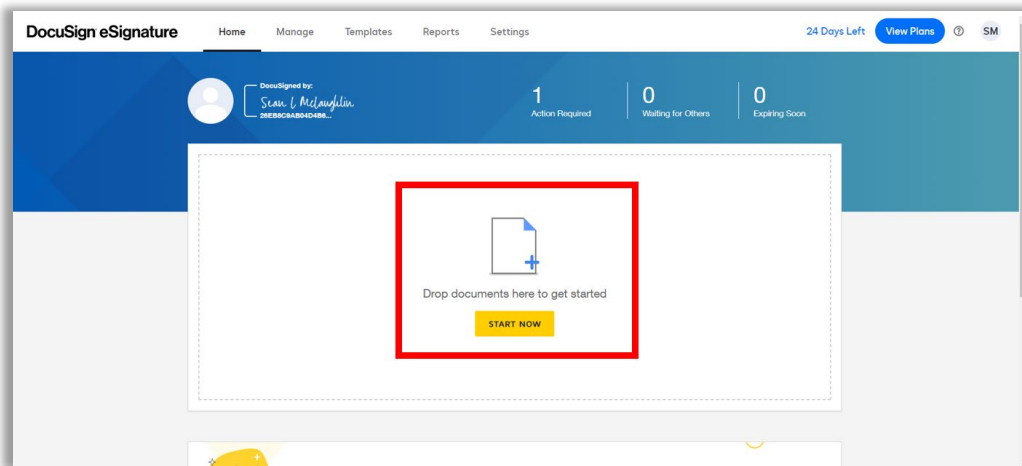 DocuSign eSignature Home Manage Templates Reports Settings 24 Days Left View Plans ? SM
DocuSigned by:
Sean L Mclaughlin
26EB8C9AB04D4B6...
1 0 0
Action Required Waiting for Others Expiring Soon
Drop documents here to get started
START NOW